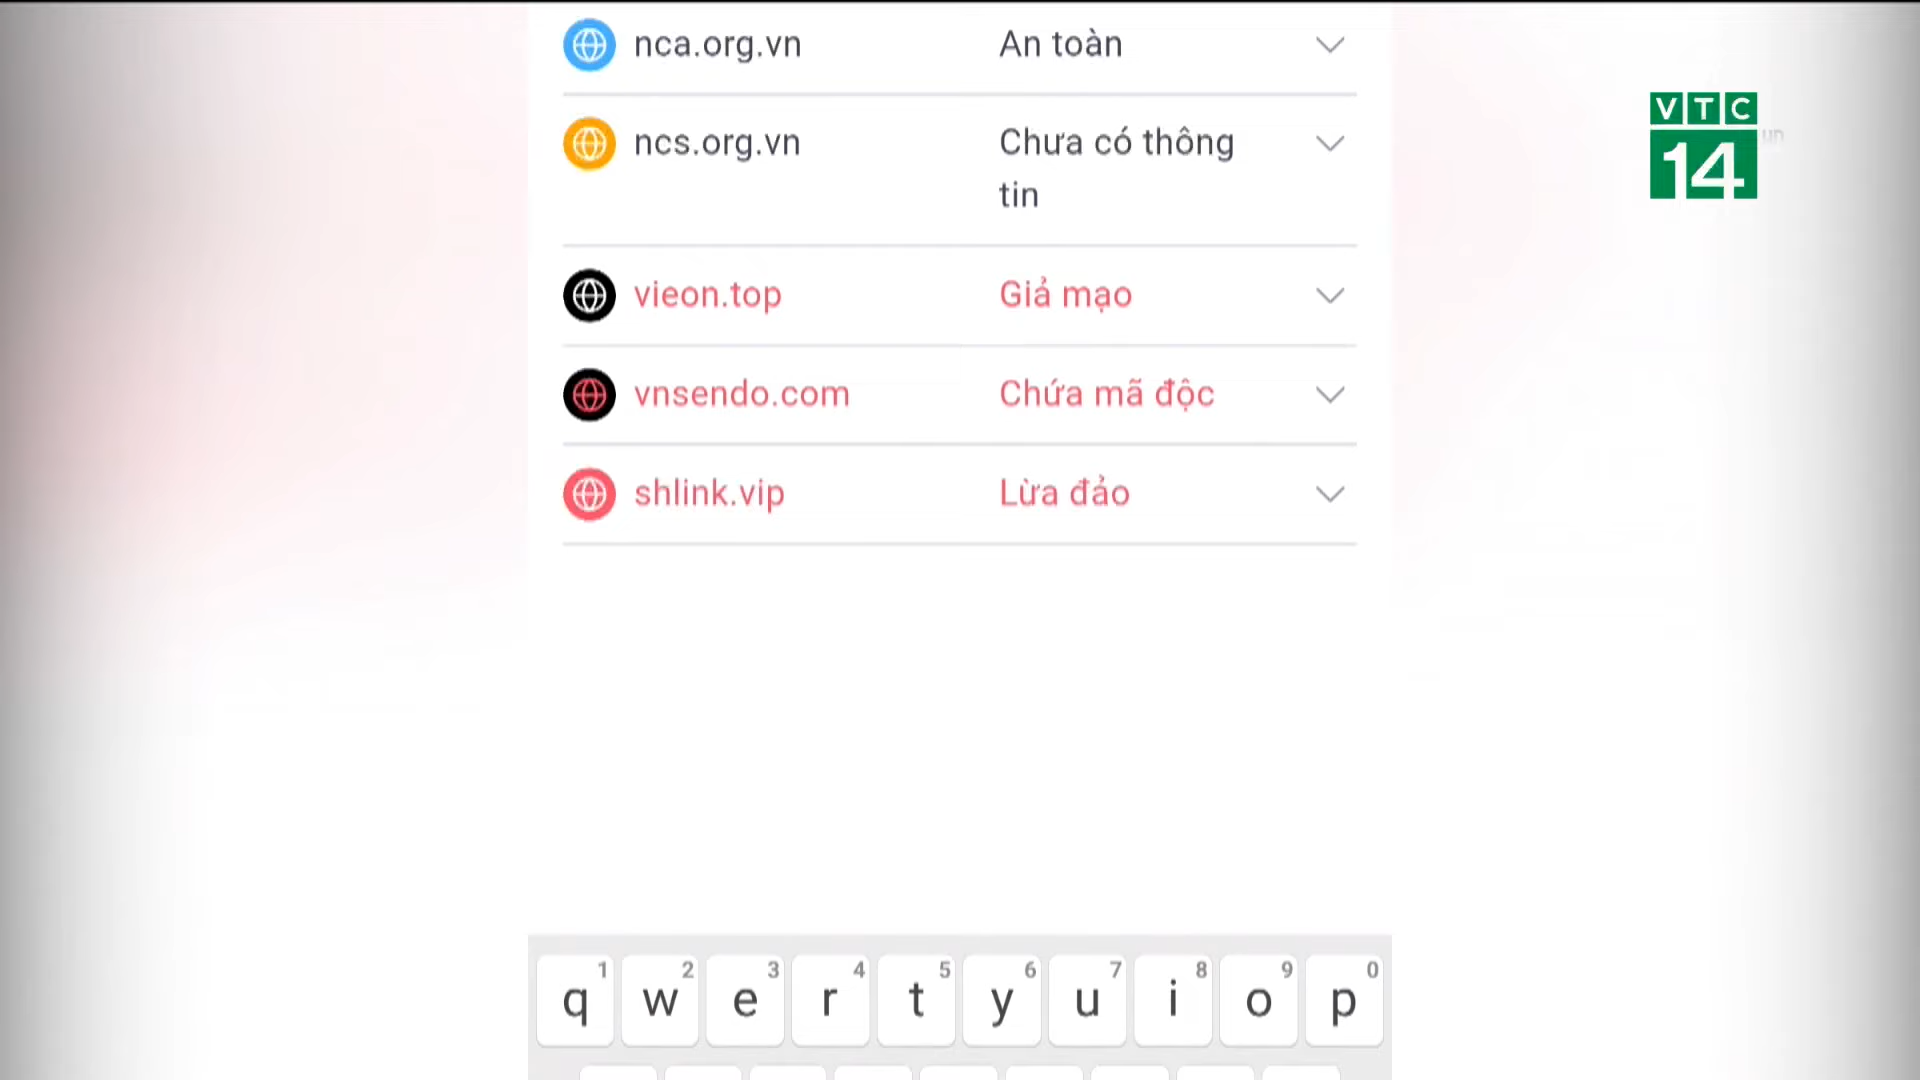 nca.org.vn An toàn
VTC
14
ncs.org.vn Chưa có thông
tin
vieon.top Giả mạo
vnsendo.com Chứa mã độc
shlink.vip Lừa đảo
1 2 3 4 5 6 7 8 9 0
q w e r t y u i o p